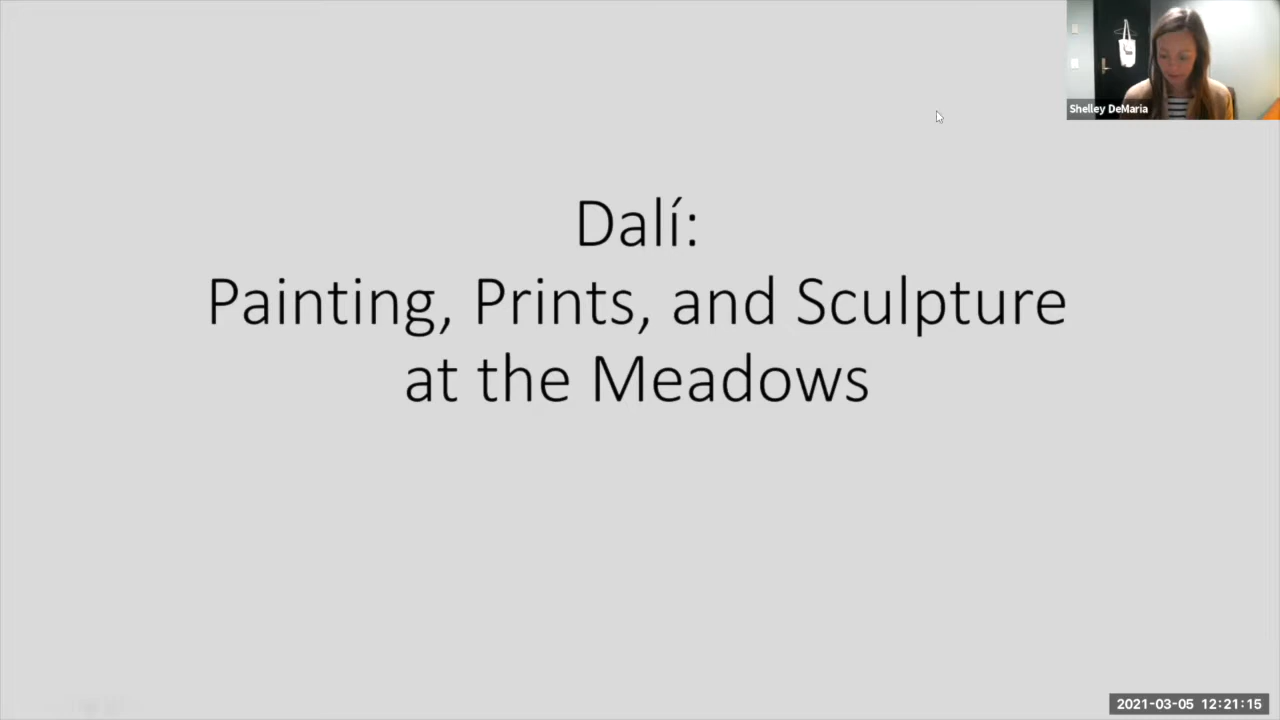 Shelley DeMaria
Dalí:
Painting, Prints, and Sculpture
at the Meadows
2021-03-05 12:21:15